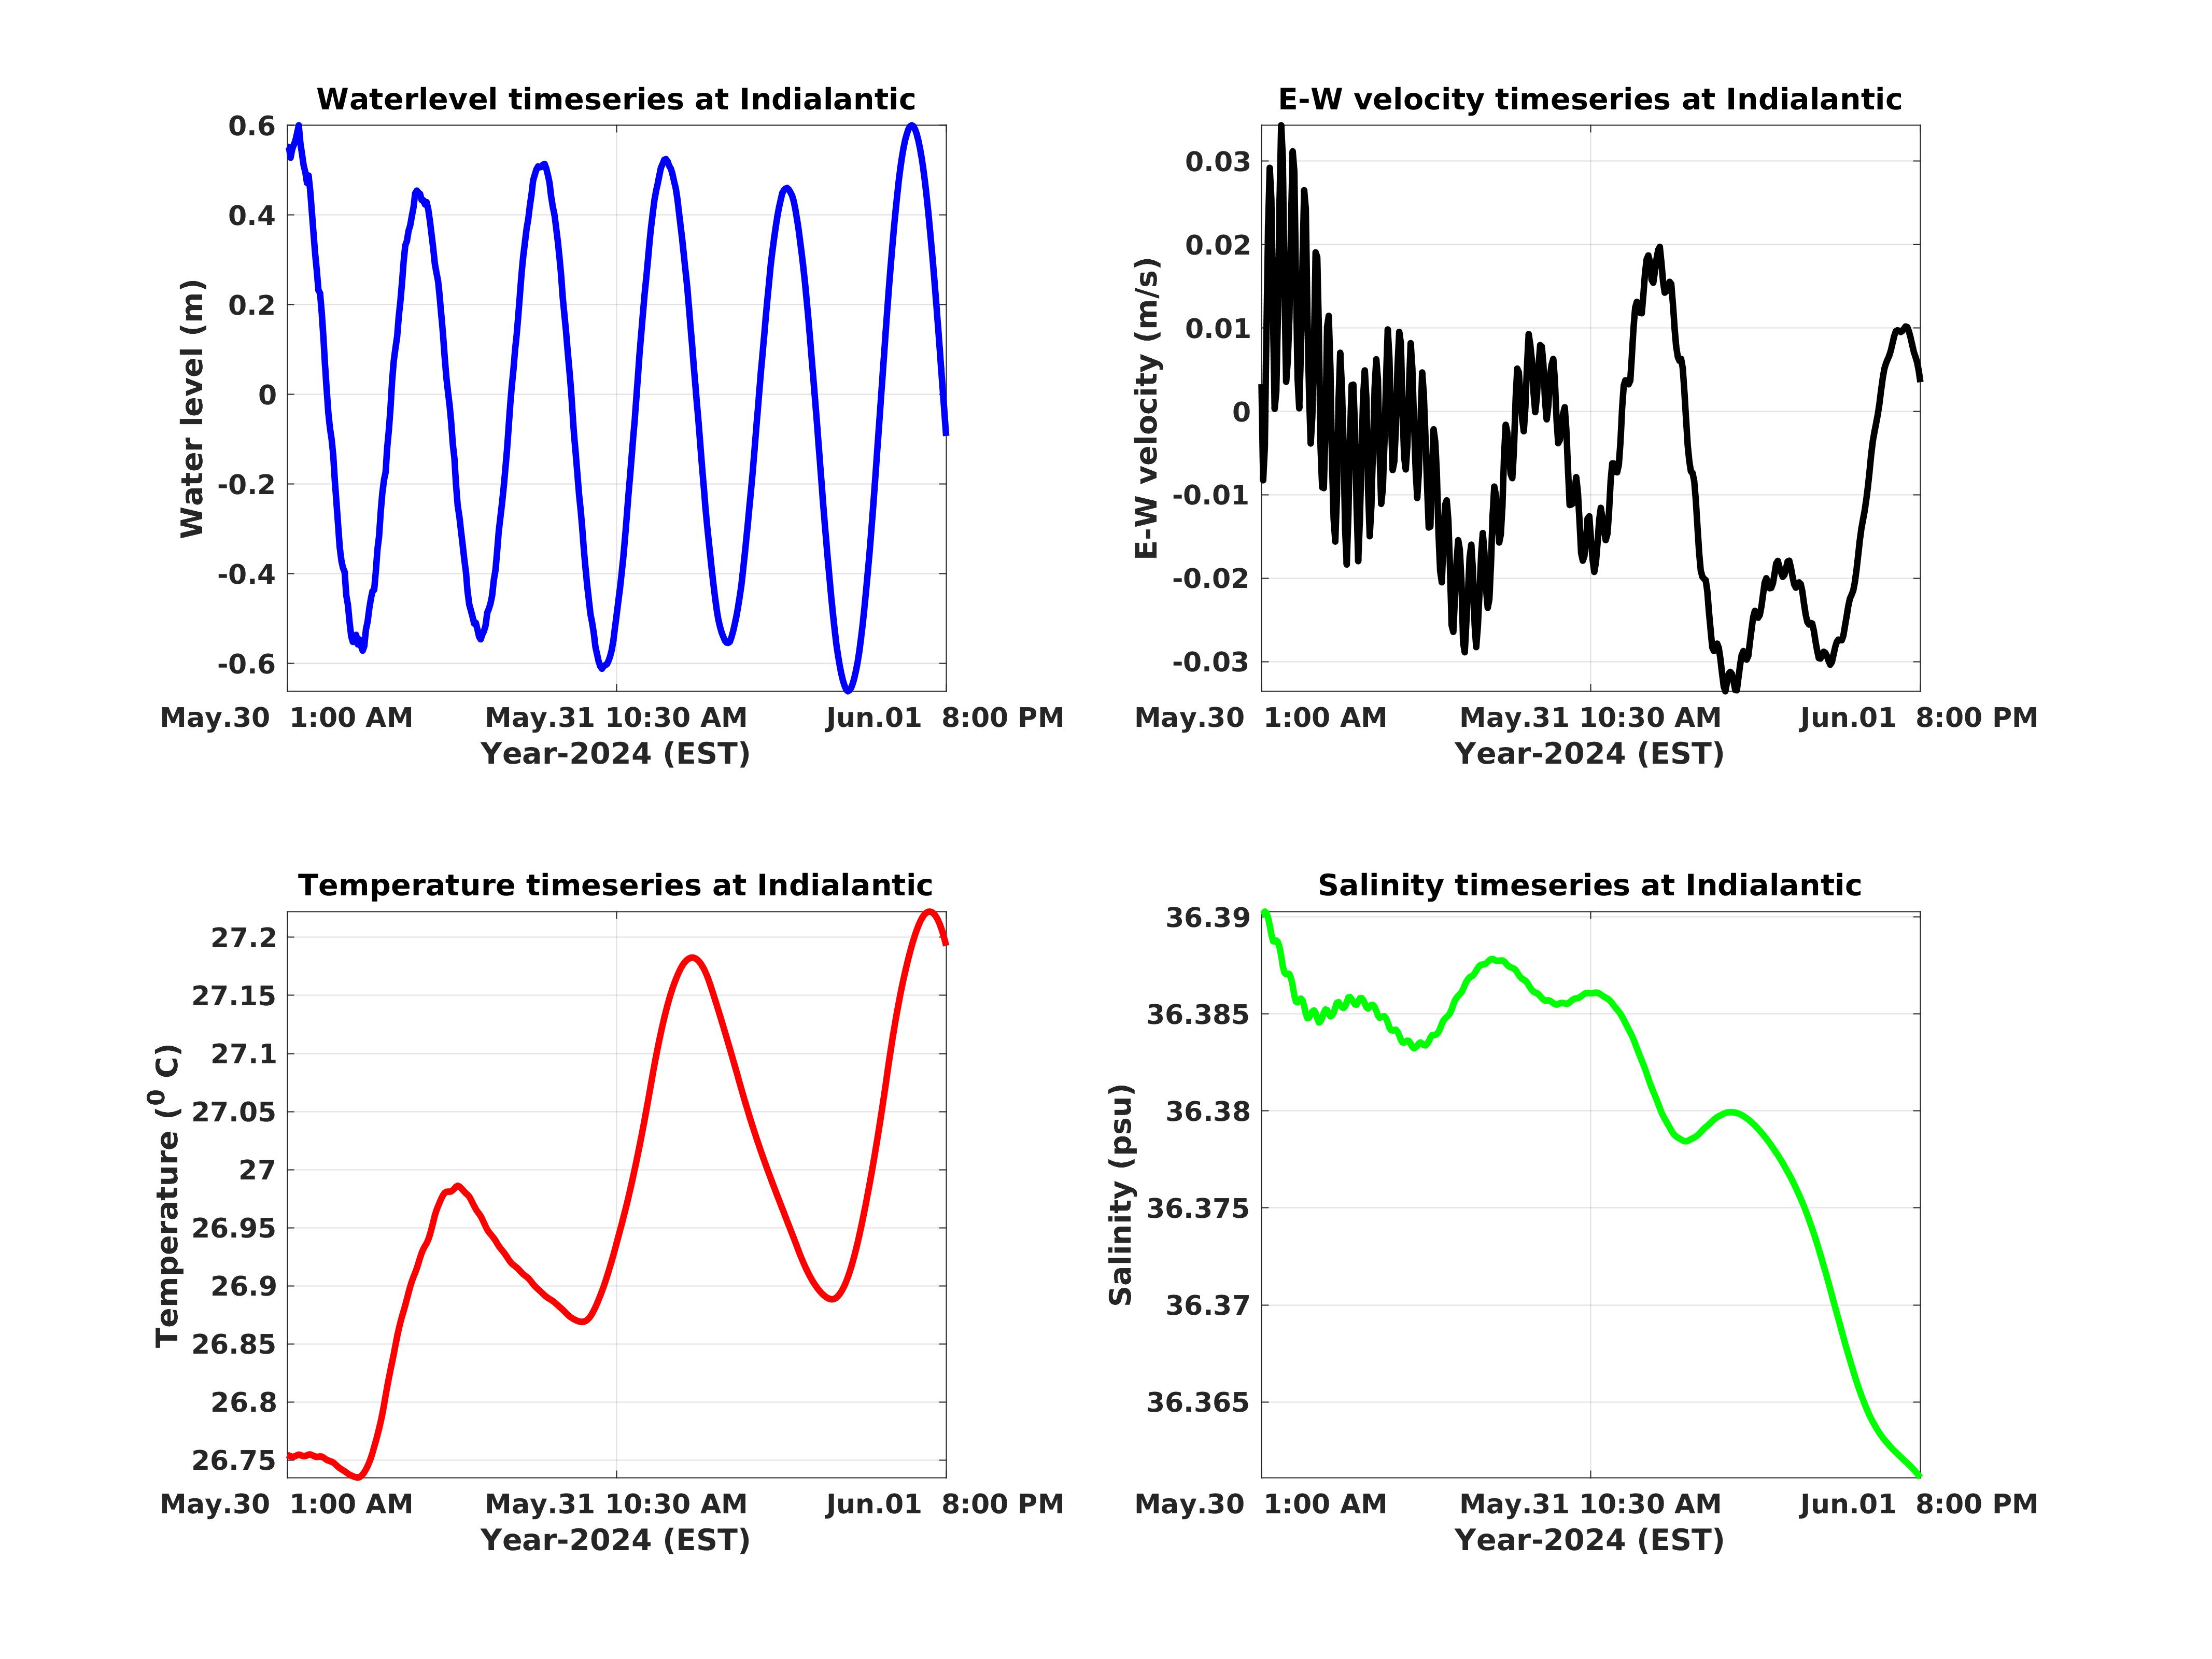 Waterlevel timeseries at Indialantic
0.6
0.4
0.2
0
-0.2
-0.4
-0.6
Water level (m)
May.30 1:00 AM May.31 10:30 AM Jun.01 8:00 PM
Year-2024 (EST)
E-W velocity timeseries at Indialantic
0.03
0.02
0.01
0
-0.01
-0.02
-0.03
E-W velocity (m/s)
May.30 1:00 AM May.31 10:30 AM Jun.01 8:00 PM
Year-2024 (EST)
Temperature timeseries at Indialantic
27.2
27.15
27.1
27.05
27
26.95
26.9
26.85
26.8
26.75
Temperature (⁰ C)
May.30 1:00 AM May.31 10:30 AM Jun.01 8:00 PM
Year-2024 (EST)
Salinity timeseries at Indialantic
36.39
36.385
36.38
36.375
36.37
36.365
Salinity (psu)
May.30 1:00 AM May.31 10:30 AM Jun.01 8:00 PM
Year-2024 (EST)